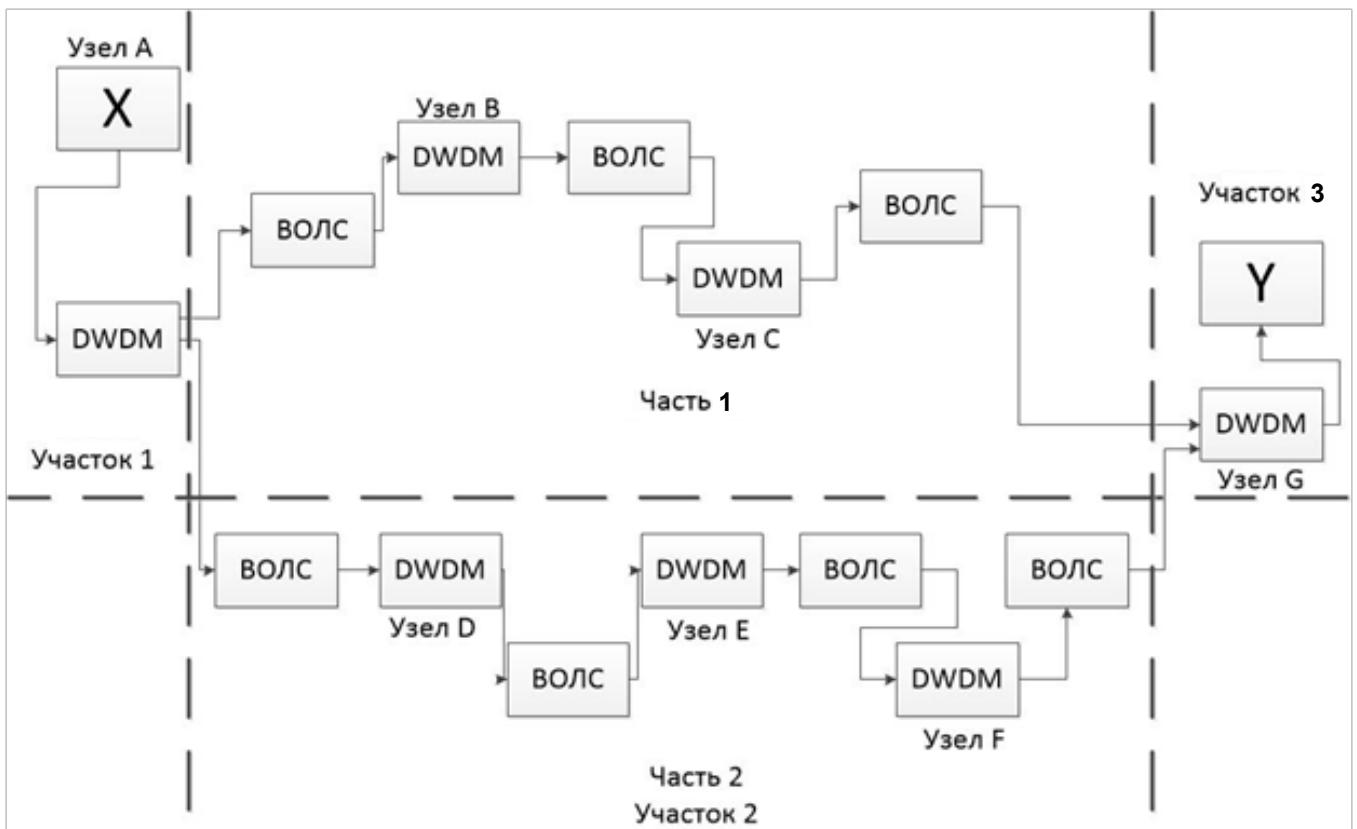 Узел A
X
DWDM
Участок 1
ВОЛС
Узел B
DWDM
ВОЛС
DWDM
Узел C
ВОЛС
Часть 1
Участок 3
Y
DWDM
Узел G
ВОЛС
DWDM
Узел D
ВОЛС
DWDM
Узел E
ВОЛС
DWDM
Узел F
ВОЛС
Часть 2
Участок 2